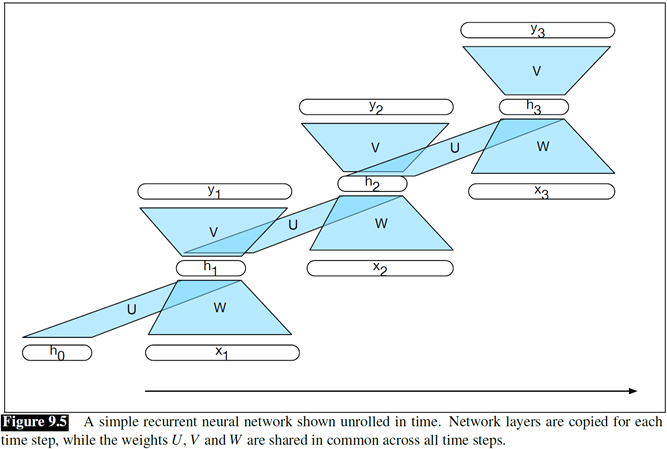 y3
V
h3
y2
U
W
V
x3
h2
y1
U
W
V
x2
h1
U
W
h0
x1
Figure 9.5 A simple recurrent neural network shown unrolled in time. Network layers are copied for each
time step, while the weights U, V and W are shared in common across all time steps.